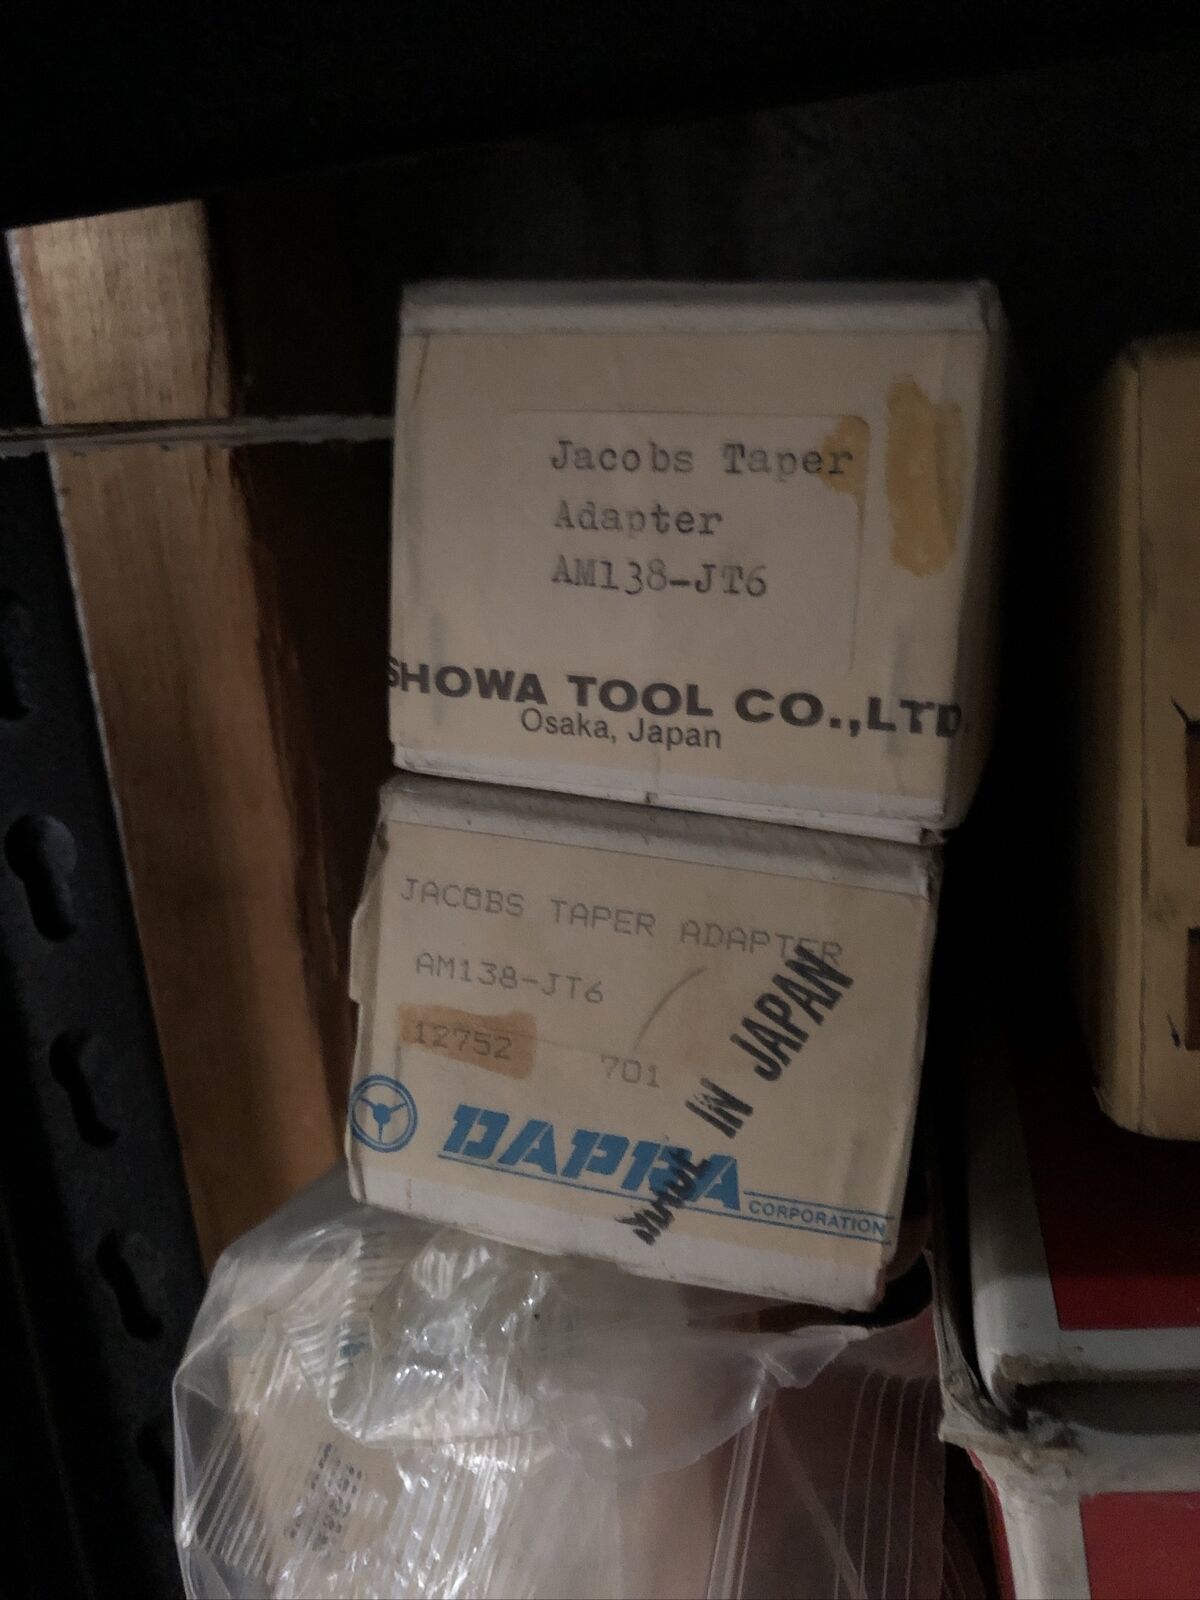 Jacobs Taper
Adapter
AM138-JT6
SHOWA TOOL CO.,LTD.
Osaka, Japan
JACOBS TAPER ADAPTER
AM138-JT6
12752 701
IN JAPAN
DAPRA
CORPORATION